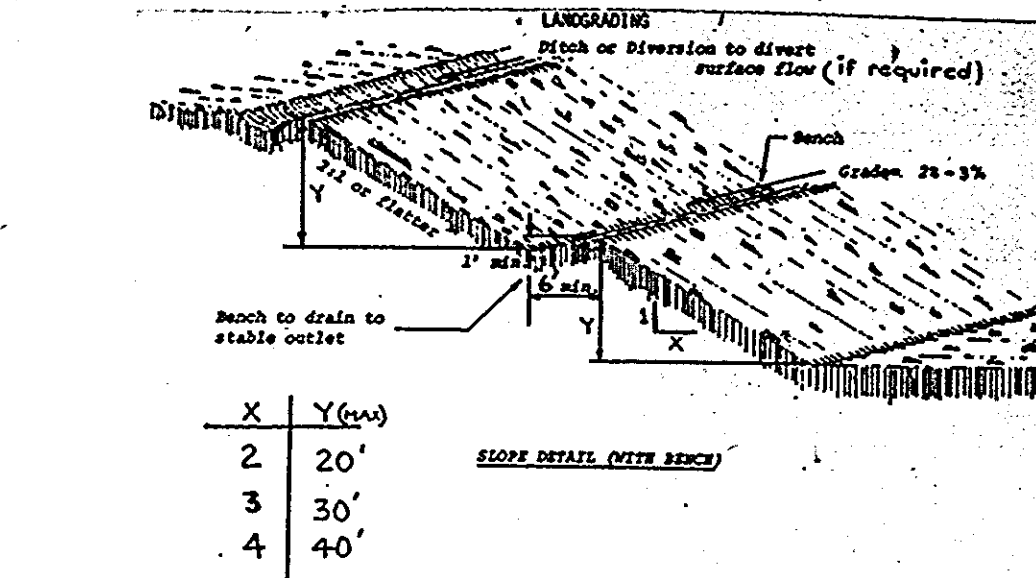 LANDGRADING
Ditch or Diversion to divert
surface flow (if required)
Bench
Grade= 2% - 3%
Y
2:1 or flatter
1' min.
6' min.
Bench to drain to
stable outlet
Y
1
X
X Y (MAX)
2 20'
3 30'
4 40'
SLOPE DETAIL (WITH BENCH)